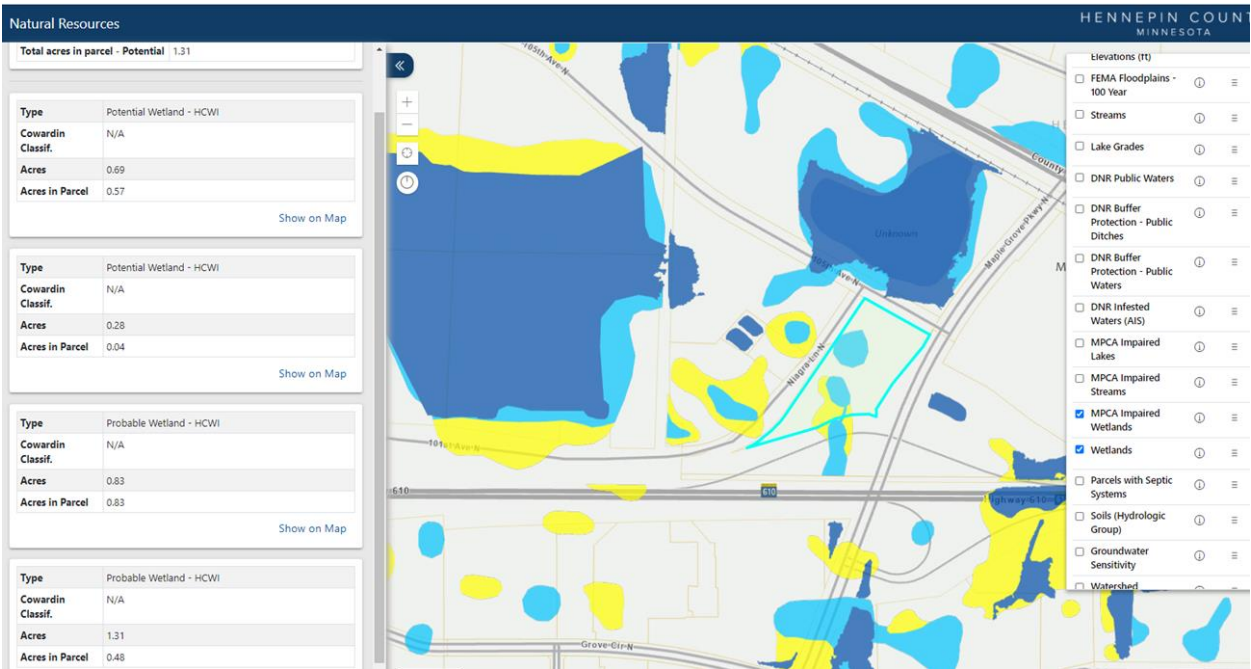 Natural Resources
HENNEPIN COUNT
MINNESOTA
Total acres in parcel - Potential 1.31
Type Potential Wetland - HCWI
Cowardin
Classif. N/A
Acres 0.69
Acres in Parcel 0.57
Show on Map
Type Potential Wetland - HCWI
Cowardin
Classif. N/A
Acres 0.28
Acres in Parcel 0.04
Show on Map
Type Probable Wetland - HCWI
Cowardin
Classif. N/A
Acres 0.83
Acres in Parcel 0.83
Show on Map
Type Probable Wetland - HCWI
Cowardin
Classif. N/A
Acres 1.31
Acres in Parcel 0.48
105th-Ave-N
County
Unknown
Maple-Grove-Pkwy-N
105th-Ave-N
Niagra-Ln-N
101st-Ave-N
610
610
Highway-610
Grove-Cir-N
Elevations (ft)
FEMA Floodplains -
100 Year
Streams
Lake Grades
DNR Public Waters
DNR Buffer
Protection - Public
Ditches
DNR Buffer
Protection - Public
Waters
DNR Infested
Waters (AIS)
MPCA Impaired
Lakes
MPCA Impaired
Streams
MPCA Impaired
Wetlands
Wetlands
Parcels with Septic
Systems
Soils (Hydrologic
Group)
Groundwater
Sensitivity
Watershed